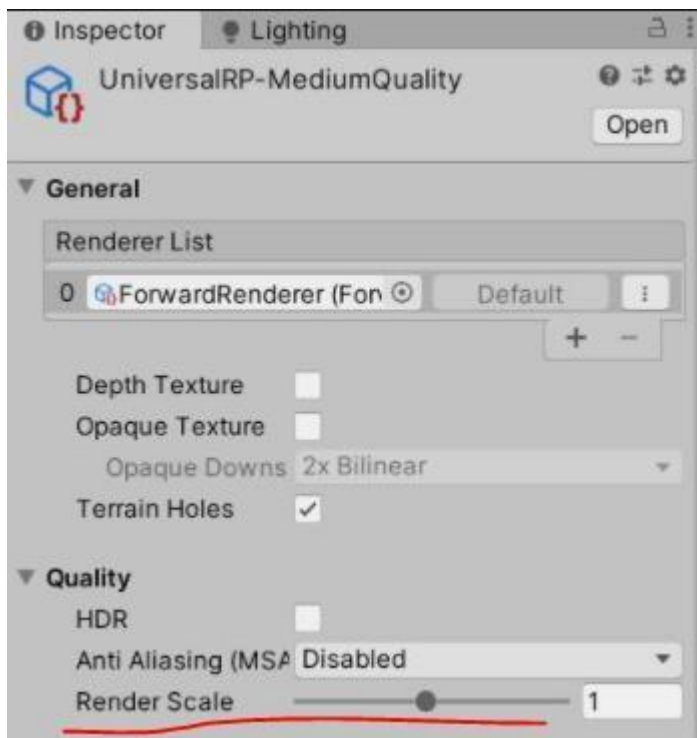 Inspector Lighting
UniversalRP-MediumQuality
Open
General
Renderer List
0 ForwardRenderer (For Default
Depth Texture
Opaque Texture
Opaque Downs 2x Bilinear
Terrain Holes
Quality
HDR
Anti Aliasing (MSA Disabled
Render Scale 1